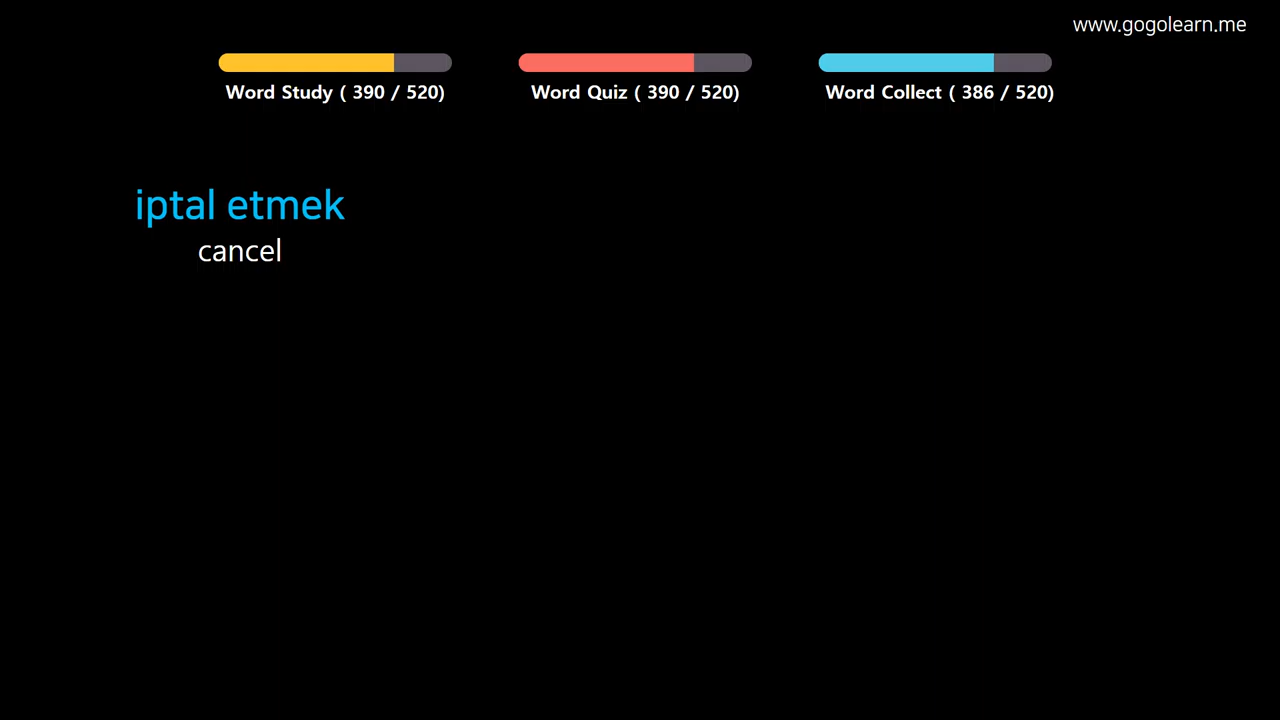 www.gogolearn.me
Word Study ( 390 / 520)
Word Quiz ( 390 / 520)
Word Collect ( 386 / 520)
iptal etmek
cancel